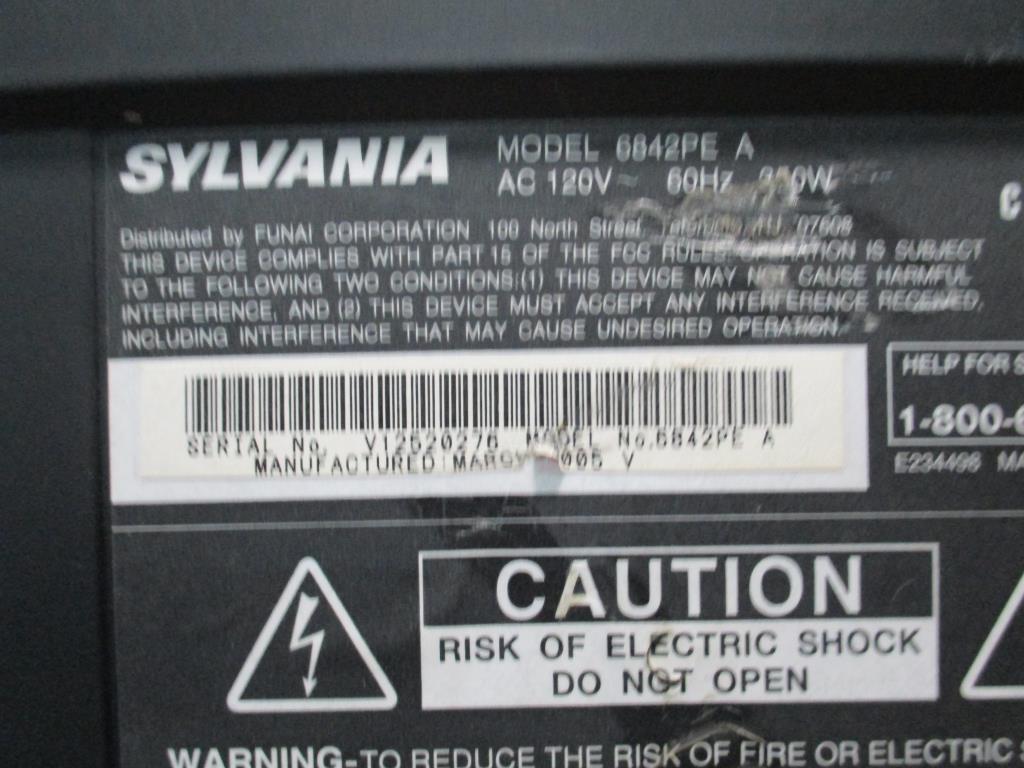 SYLVANIA
MODEL 6842PE A
AC 120V~ 60Hz
C
Distributed by FUNAI CORPORATION 100 North Street 07608
THIS DEVICE COMPLIES WITH PART 15 OF THE FCC RULES. OPERATION IS SUBJECT
TO THE FOLLOWING TWO CONDITIONS:(1) THIS DEVICE MAY NOT CAUSE HARMFUL
INTERFERENCE, AND (2) THIS DEVICE MUST ACCEPT ANY INTERFERENCE RECEIVED,
INCLUDING INTERFERENCE THAT MAY CAUSE UNDESIRED OPERATION.
SERIAL No. V12520276 MODEL No.6842PE A
MANUFACTURED: V
HELP FOR S
1-800-6
E234498 MA
CAUTION
RISK OF ELECTRIC SHOCK
DO NOT OPEN
WARNING-TO REDUCE THE RISK OF FIRE OR ELECTRIC S